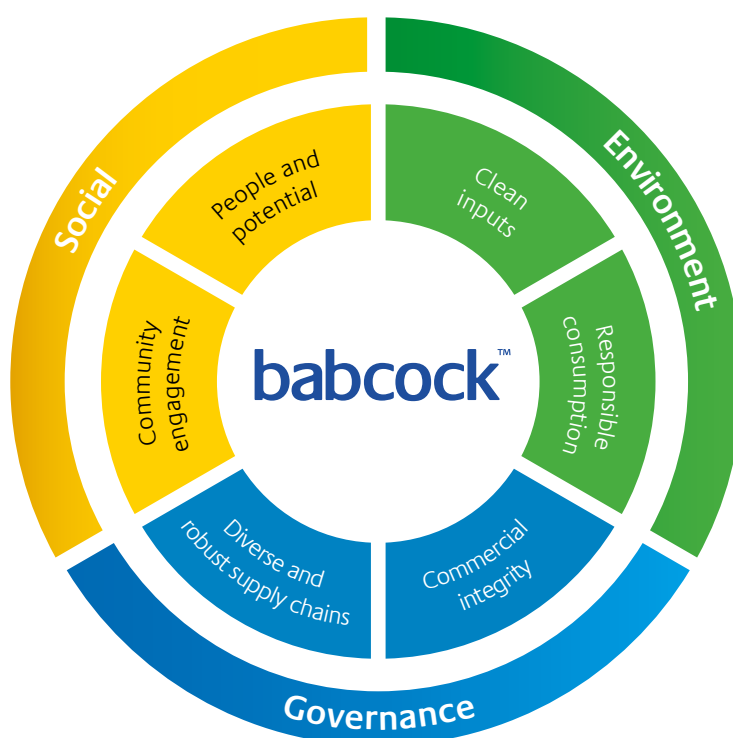 Social
Environment
Governance
People and
potential
Clean
inputs
Responsible
consumption
Commercial
integrity
Diverse and
robust supply chains
Community
engagement
babcock™